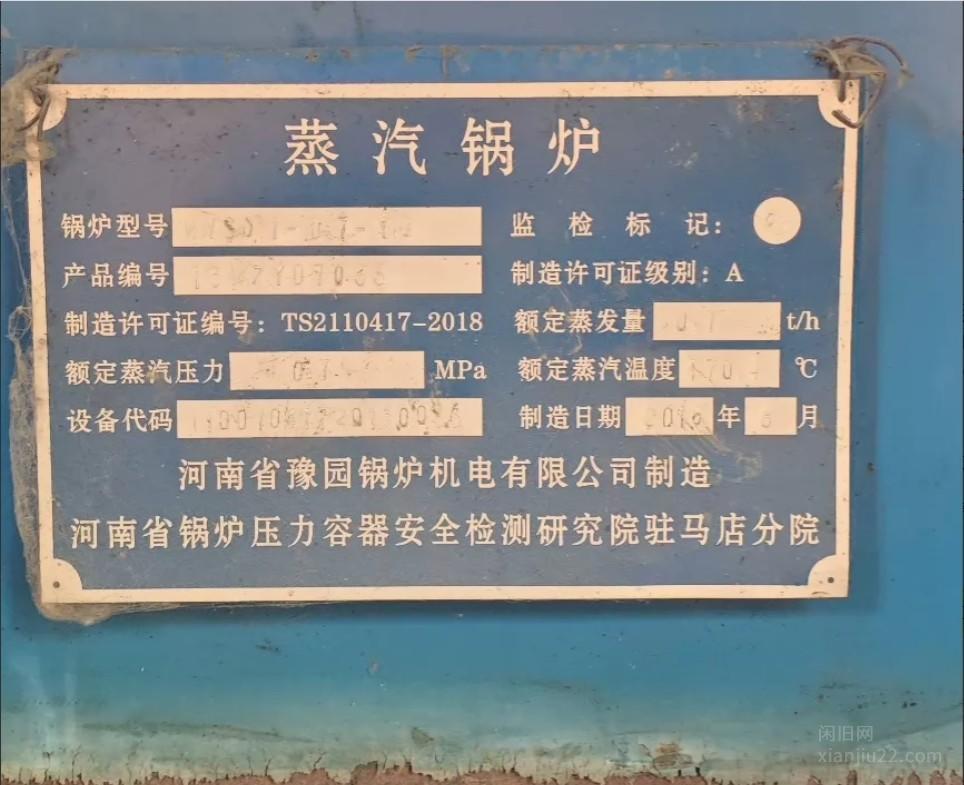 蒸汽锅炉
锅炉型号 监检标记：
产品编号 制造许可证级别：A
制造许可证编号：TS2110417-2018 额定蒸发量 t/h
额定蒸汽压力 MPa 额定蒸汽温度 ℃
设备代码 制造日期 年 月
河南省豫园锅炉机电有限公司制造
河南省锅炉压力容器安全检测研究院驻马店分院
闲旧网
xianjiu22.com